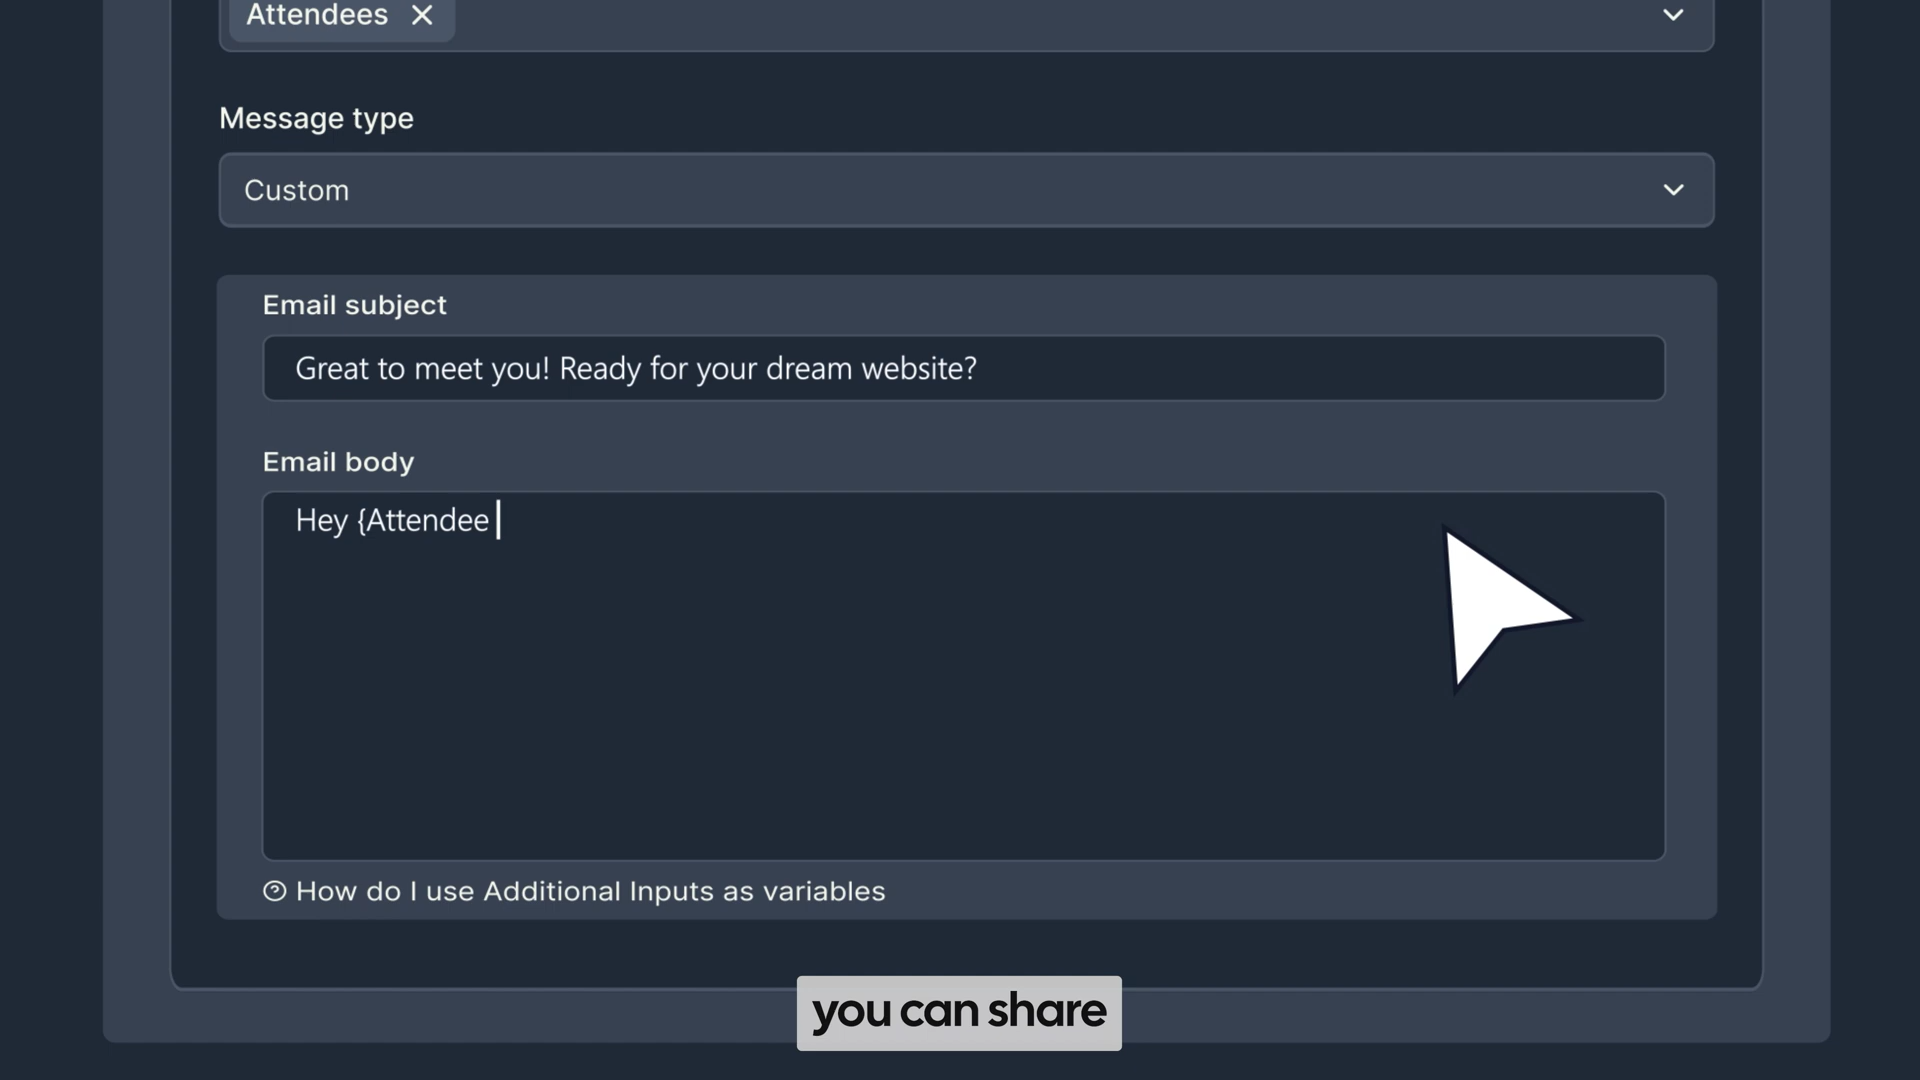 Attendees
Message type
Custom
Email subject
Great to meet you! Ready for your dream website?
Email body
Hey {Attendee
How do I use Additional Inputs as variables
you can share